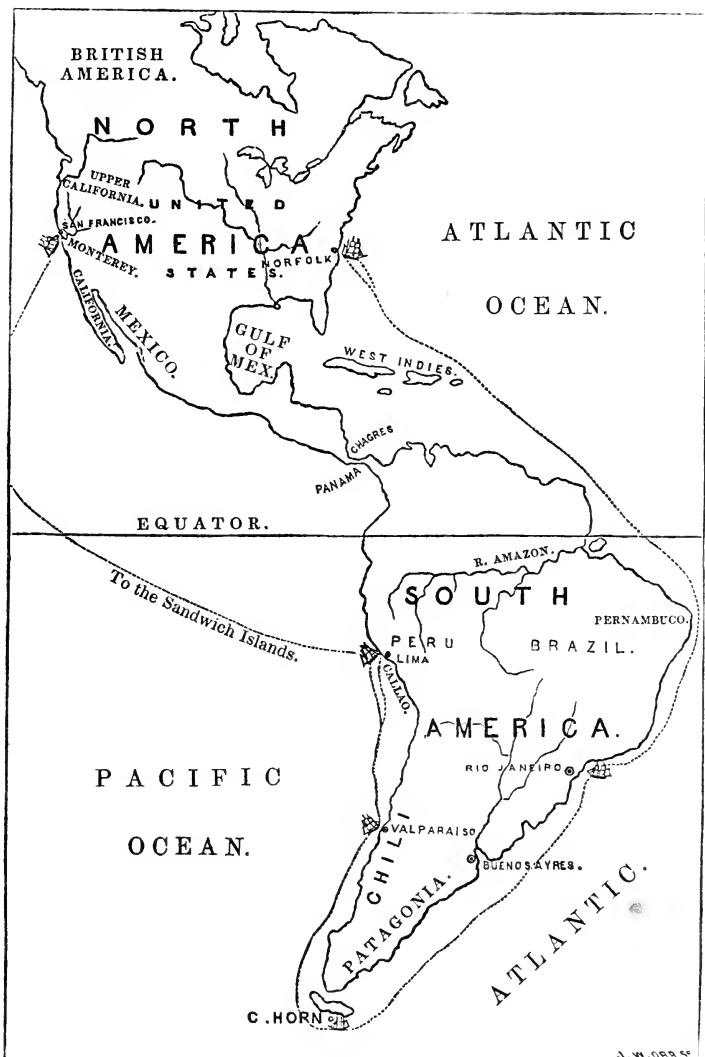 BRITISH
AMERICA.
NORTH
UPPER
CALIFORNIA.
UNITED
SAN FRANCISCO.
AMERICA
MONTEREY.
NORFOLK
STATES.
ATLANTIC
OCEAN.
CALIFORNIA.
MEXICO.
GULF
OF
MEX.
WEST INDIES.
CHAGRES
PANAMA
EQUATOR.
R. AMAZON.
To the Sandwich Islands.
SOUTH
PERNAMBUCO.
PERU
BRAZIL.
LIMA
CALLAO.
AMERICA.
RIO JANEIRO
PACIFIC
OCEAN.
VALPARAISO
CHILI
BUENOS AYRES.
PATAGONIA.
ATLANTIC.
C. HORN